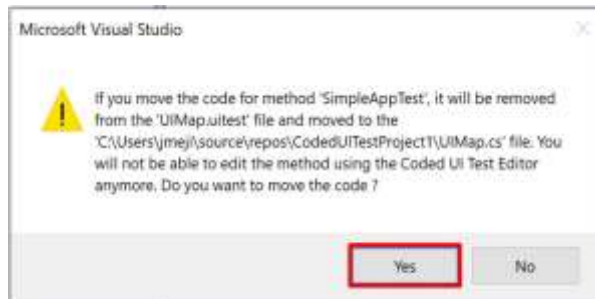 Microsoft Visual Studio
If you move the code for method 'SimpleAppTest', it will be removed
from the 'UIMap.uitest' file and moved to the
'C:\Users\jmeji\source\repos\CodedUITestProject1\UIMap.cs' file. You
will not be able to edit the method using the Coded UI Test Editor
anymore. Do you want to move the code ?
Yes No